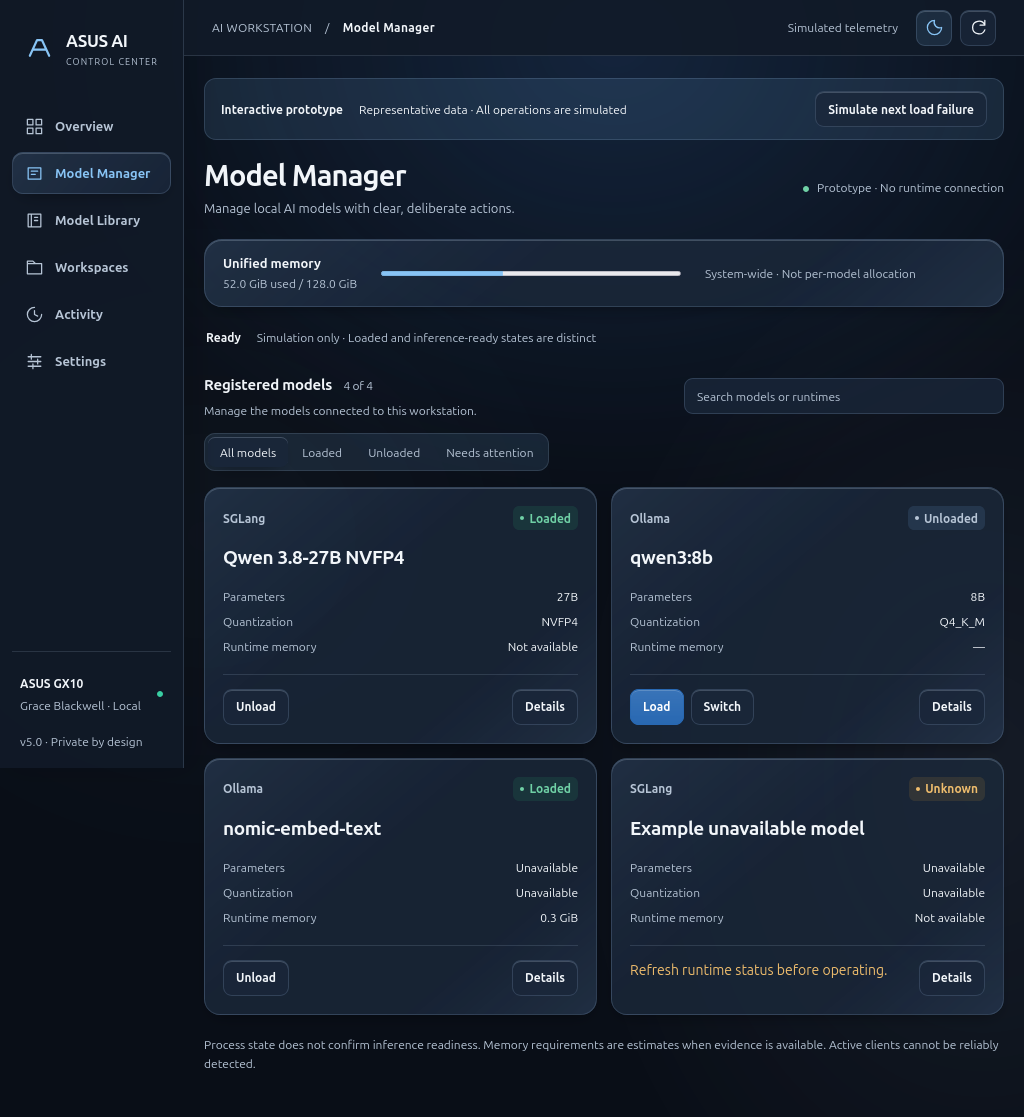 ASUS AI
CONTROL CENTER
Overview
Model Manager
Model Library
Workspaces
Activity
Settings
ASUS GX10
Grace Blackwell · Local
v5.0 · Private by design
AI WORKSTATION / Model Manager
Simulated telemetry
Interactive prototype Representative data · All operations are simulated
Simulate next load failure
Model Manager
Manage local AI models with clear, deliberate actions.
Prototype · No runtime connection
Unified memory
52.0 GiB used / 128.0 GiB
System-wide · Not per-model allocation
Ready Simulation only · Loaded and inference-ready states are distinct
Registered models 4 of 4
Manage the models connected to this workstation.
Search models or runtimes
All models Loaded Unloaded Needs attention
SGLang • Loaded
Qwen 3.8-27B NVFP4
Parameters 27B
Quantization NVFP4
Runtime memory Not available
Unload Details
Ollama • Unloaded
qwen3:8b
Parameters 8B
Quantization Q4_K_M
Runtime memory —
Load Switch Details
Ollama • Loaded
nomic-embed-text
Parameters Unavailable
Quantization Unavailable
Runtime memory 0.3 GiB
Unload Details
SGLang • Unknown
Example unavailable model
Parameters Unavailable
Quantization Unavailable
Runtime memory Not available
Refresh runtime status before operating. Details
Process state does not confirm inference readiness. Memory requirements are estimates when evidence is available. Active clients cannot be reliably
detected.